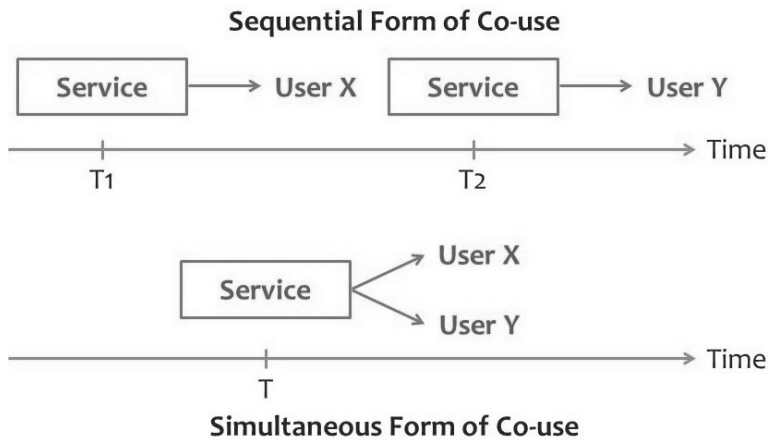 Sequential Form of Co-use
Service User X Service User Y
Time
T1 T2
User X
Service
User Y
Time
T
Simultaneous Form of Co-use